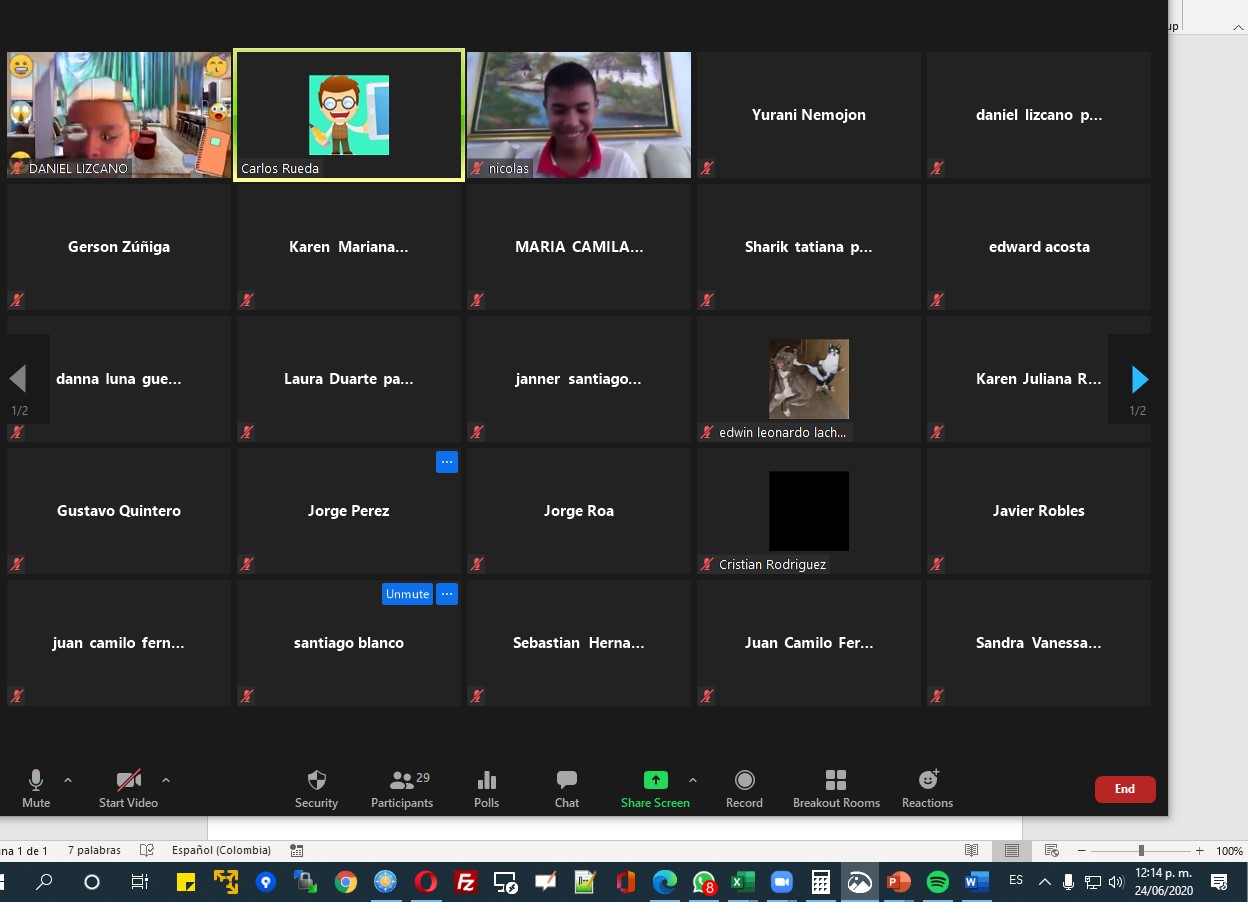 up
DANIEL LIZCANO
Carlos Rueda
nicolas
Yurani Nemojon
daniel lizcano p...
Gerson Zúñiga
Karen Mariana...
MARIA CAMILA...
Sharik tatiana p...
edward acosta
1/2
danna luna gue...
Laura Duarte pa...
janner santiago...
edwin leonardo lach...
Karen Juliana R...
1/2
Gustavo Quintero
Jorge Perez
...
Jorge Roa
Cristian Rodriguez
Javier Robles
juan camilo fern...
Unmute ...
santiago blanco
Sebastian Herna...
Juan Camilo Fer...
Sandra Vanessa...
Mute
Start Video
Security
29
Participants
Polls
Chat
Share Screen
Record
Breakout Rooms
Reactions
End
na 1 de 1 7 palabras Español (Colombia) 100%
8
ES
12:14 p. m.
24/06/2020